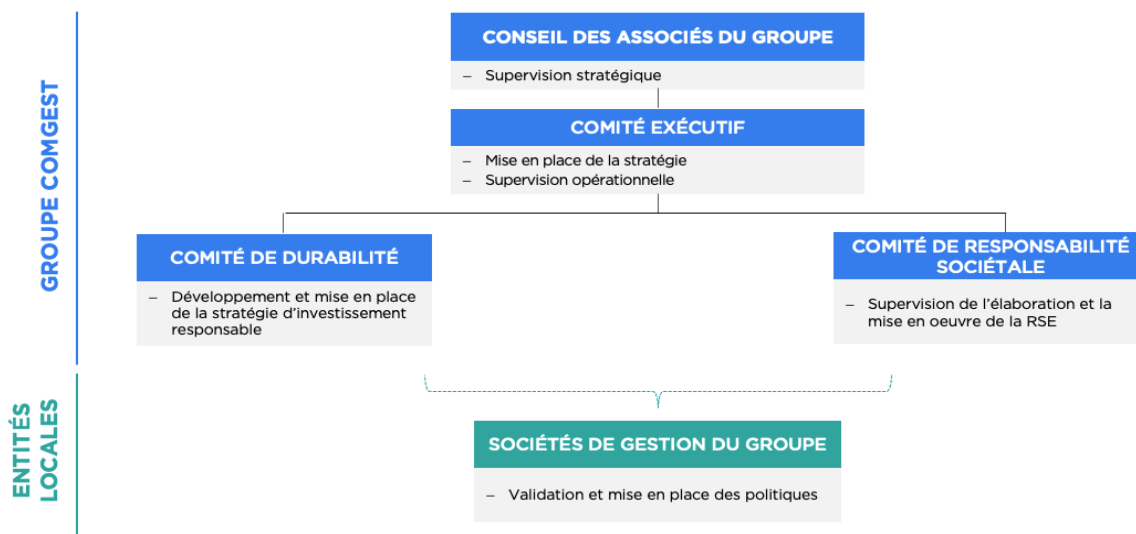 GROUPE COMGEST
CONSEIL DES ASSOCIÉS DU GROUPE
– Supervision stratégique
COMITÉ EXÉCUTIF
– Mise en place de la stratégie
– Supervision opérationnelle
COMITÉ DE DURABILITÉ
– Développement et mise en place
de la stratégie d'investissement
responsable
COMITÉ DE RESPONSABILITÉ
SOCIÉTALE
– Supervision de l'élaboration et la
mise en oeuvre de la RSE
ENTITÉS
LOCALES
SOCIÉTÉS DE GESTION DU GROUPE
– Validation et mise en place des politiques